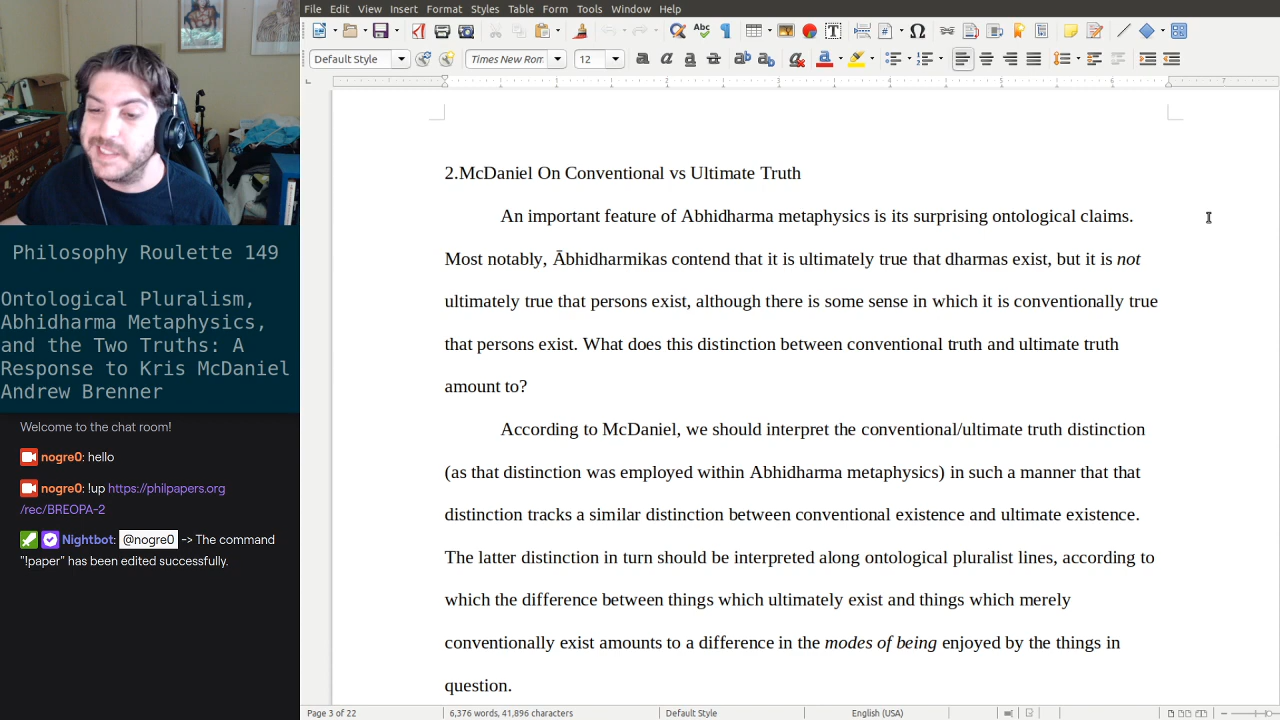 File Edit View Insert Format Styles Table Form Tools Window Help
Default Style Times New Rom 12
2.McDaniel On Conventional vs Ultimate Truth
An important feature of Abhidharma metaphysics is its surprising ontological claims.
Most notably, Ābhidharmikas contend that it is ultimately true that dharmas exist, but it is not
ultimately true that persons exist, although there is some sense in which it is conventionally true
that persons exist. What does this distinction between conventional truth and ultimate truth
amount to?
According to McDaniel, we should interpret the conventional/ultimate truth distinction
(as that distinction was employed within Abhidharma metaphysics) in such a manner that that
distinction tracks a similar distinction between conventional existence and ultimate existence.
The latter distinction in turn should be interpreted along ontological pluralist lines, according to
which the difference between things which ultimately exist and things which merely
conventionally exist amounts to a difference in the modes of being enjoyed by the things in
question.
Page 3 of 22 6,376 words, 41,896 characters Default Style English (USA)
Philosophy Roulette 149
Ontological Pluralism,
Abhidharma Metaphysics,
and the Two Truths: A
Response to Kris McDaniel
Andrew Brenner
Welcome to the chat room!
nogre0: hello
nogre0: !up https://philpapers.org
/rec/BREOPA-2
Nightbot: @nogre0 -> The command
"!paper" has been edited successfully.